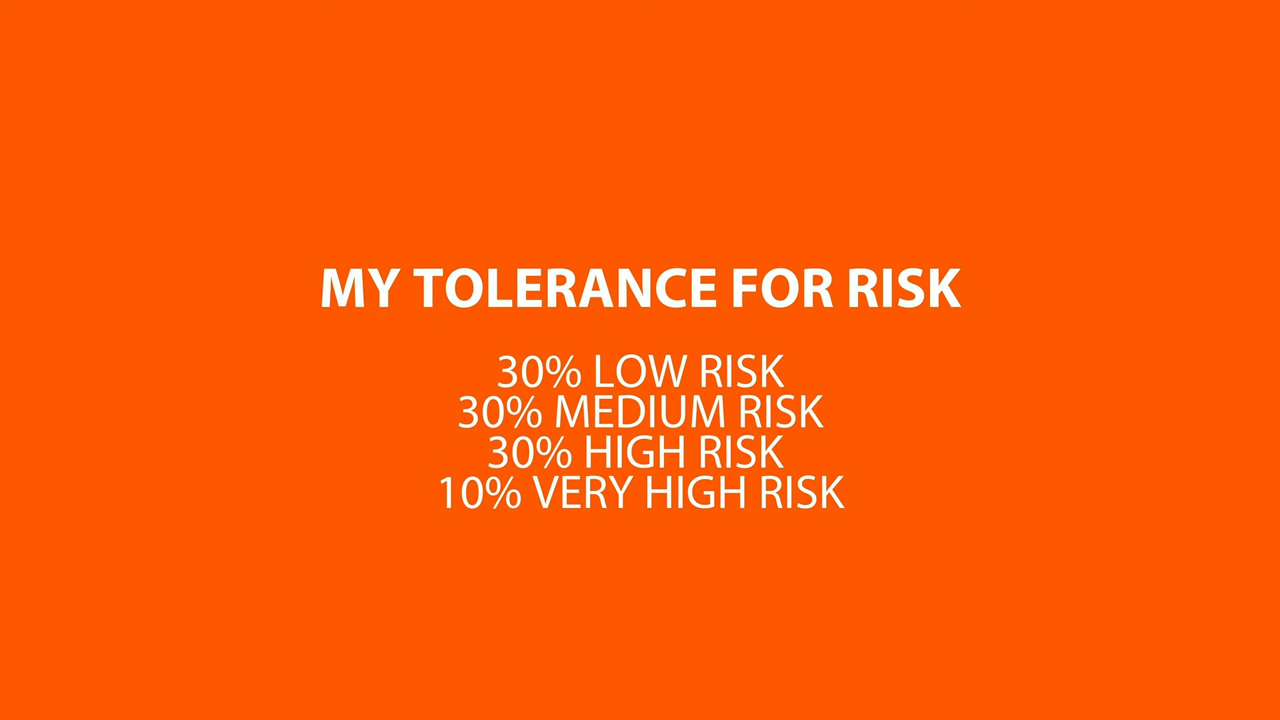 MY TOLERANCE FOR RISK
30% LOW RISK
30% MEDIUM RISK
30% HIGH RISK
10% VERY HIGH RISK